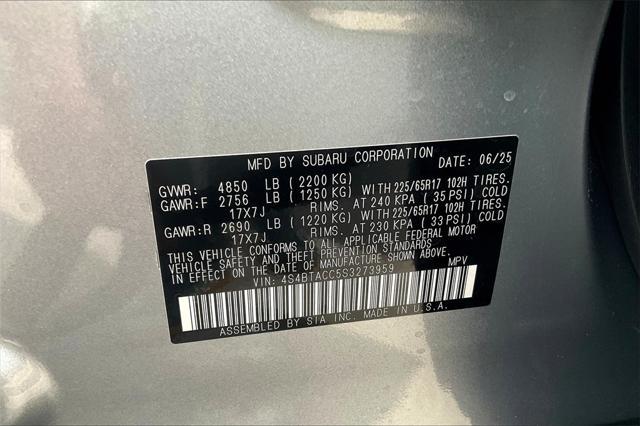 MFD BY SUBARU CORPORATION DATE: 06/25
GVWR: 4850 LB ( 2200 KG)
GAWR:F 2756 LB ( 1250 KG) WITH 225/65R17 102H TIRES.
17X7J RIMS. AT 240 KPA ( 35 PSI) COLD
GAWR:R 2690 LB ( 1220 KG) WITH 225/65R17 102H TIRES.
17X7J RIMS. AT 230 KPA ( 33 PSI) COLD
THIS VEHICLE CONFORMS TO ALL APPLICABLE FEDERAL MOTOR
VEHICLE SAFETY AND THEFT PREVENTION STANDARDS
IN EFFECT ON THE DATE OF MANUFACTURE SHOWN ABOVE.
VIN: 4S4BTACC5S3273959 MPV
ASSEMBLED BY SIA INC. MADE IN U.S.A.